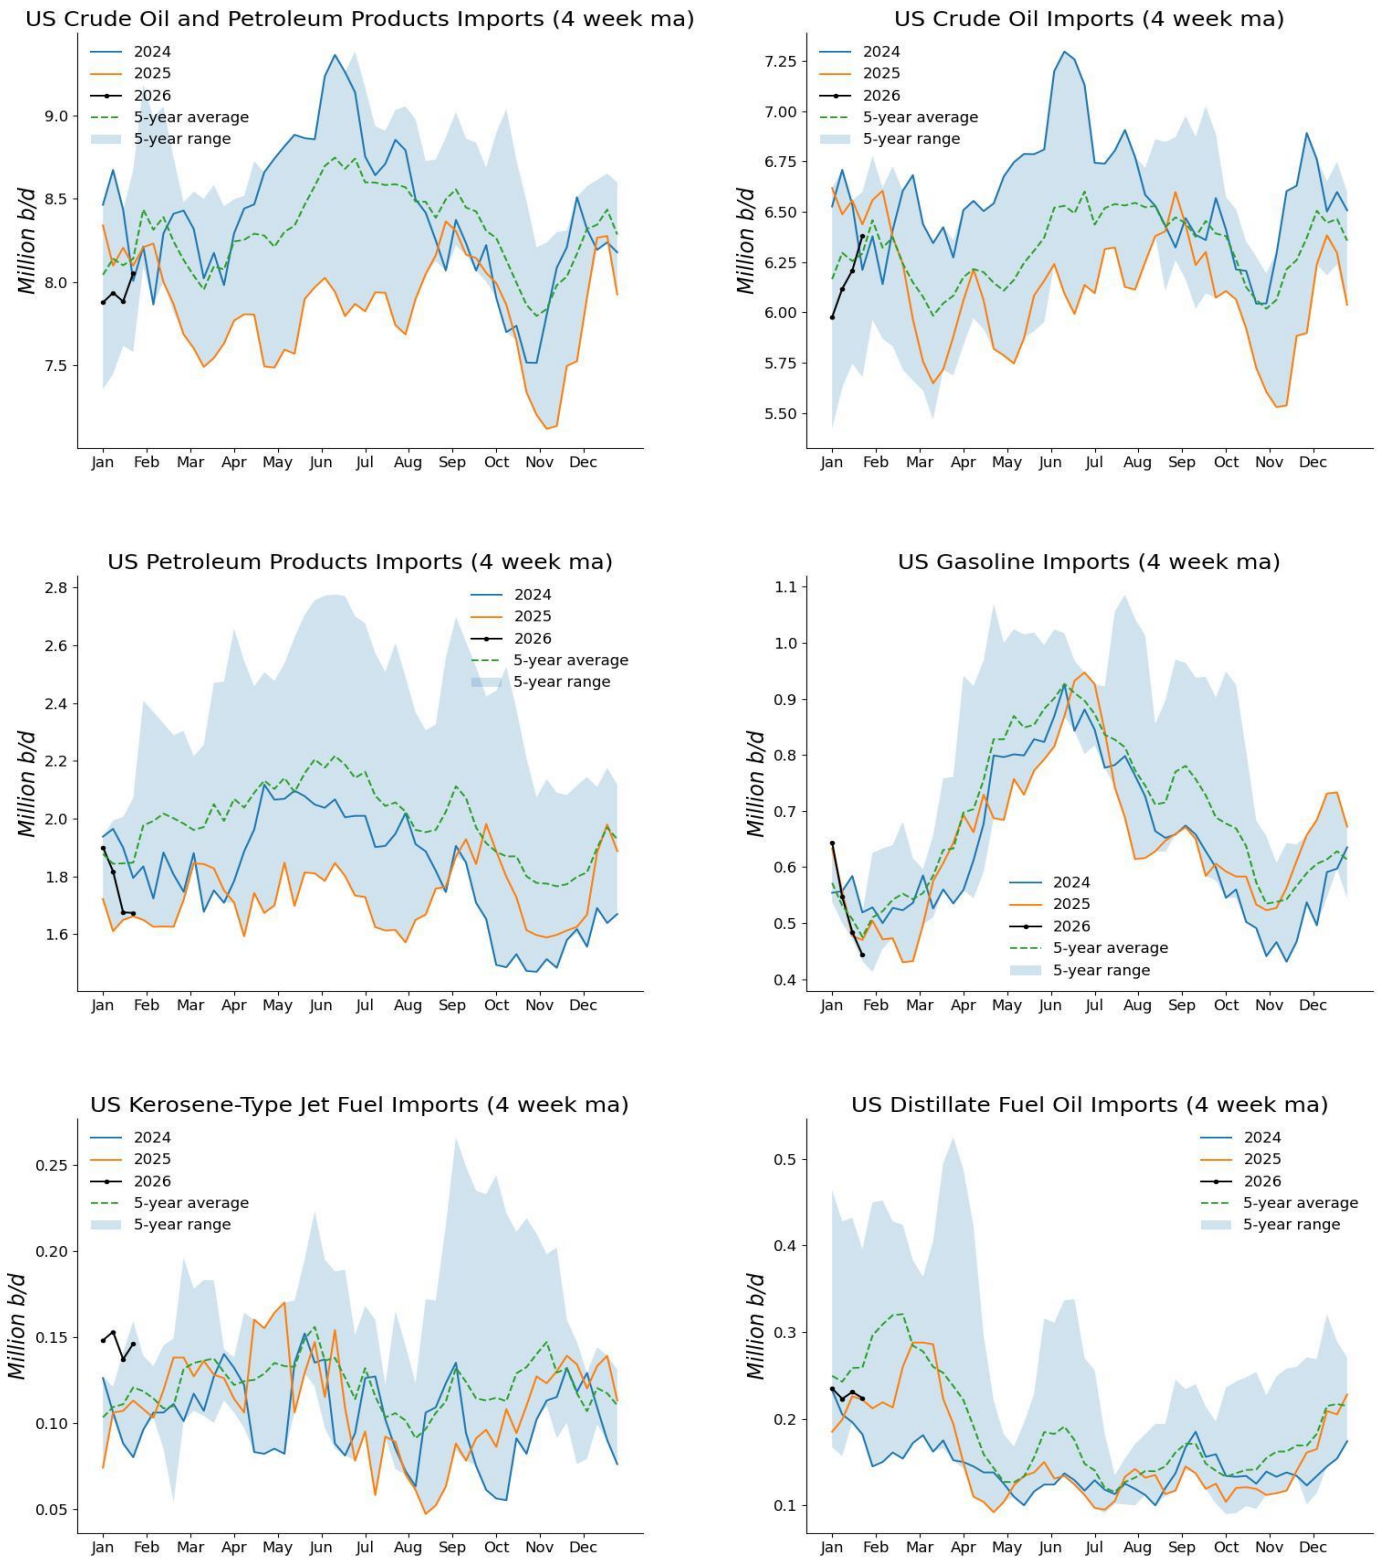 US Crude Oil and Petroleum Products Imports (4 week ma)
Million b/d
9.0
8.5
8.0
7.5
2024
2025
2026
5-year average
5-year range
Jan Feb Mar Apr May Jun Jul Aug Sep Oct Nov Dec
US Crude Oil Imports (4 week ma)
Million b/d
7.25
7.00
6.75
6.50
6.25
6.00
5.75
5.50
2024
2025
2026
5-year average
5-year range
Jan Feb Mar Apr May Jun Jul Aug Sep Oct Nov Dec
US Petroleum Products Imports (4 week ma)
Million b/d
2.8
2.6
2.4
2.2
2.0
1.8
1.6
2024
2025
2026
5-year average
5-year range
Jan Feb Mar Apr May Jun Jul Aug Sep Oct Nov Dec
US Gasoline Imports (4 week ma)
Million b/d
1.1
1.0
0.9
0.8
0.7
0.6
0.5
0.4
2024
2025
2026
5-year average
5-year range
Jan Feb Mar Apr May Jun Jul Aug Sep Oct Nov Dec
US Kerosene-Type Jet Fuel Imports (4 week ma)
Million b/d
0.25
0.20
0.15
0.10
0.05
2024
2025
2026
5-year average
5-year range
Jan Feb Mar Apr May Jun Jul Aug Sep Oct Nov Dec
US Distillate Fuel Oil Imports (4 week ma)
Million b/d
0.5
0.4
0.3
0.2
0.1
2024
2025
2026
5-year average
5-year range
Jan Feb Mar Apr May Jun Jul Aug Sep Oct Nov Dec